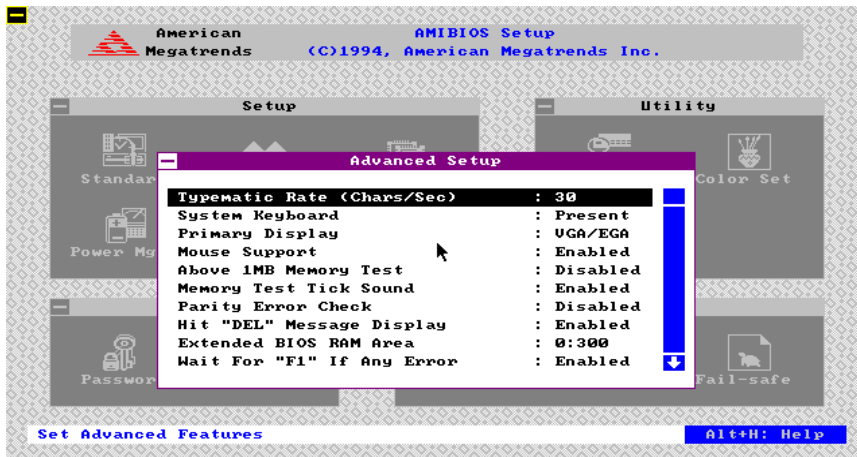 American
Megatrends
AMIBIOS Setup
(C)1994, American Megatrends Inc.
Setup
Utility
Standar
Color Set
Power Mg
Advanced Setup
Typematic Rate (Chars/Sec) : 30
System Keyboard : Present
Primary Display : VGA/EGA
Mouse Support : Enabled
Above 1MB Memory Test : Disabled
Memory Test Tick Sound : Enabled
Parity Error Check : Disabled
Hit "DEL" Message Display : Enabled
Extended BIOS RAM Area : 0:300
Wait For "F1" If Any Error : Enabled
Passwor
Fail-safe
Set Advanced Features
Alt+H: Help